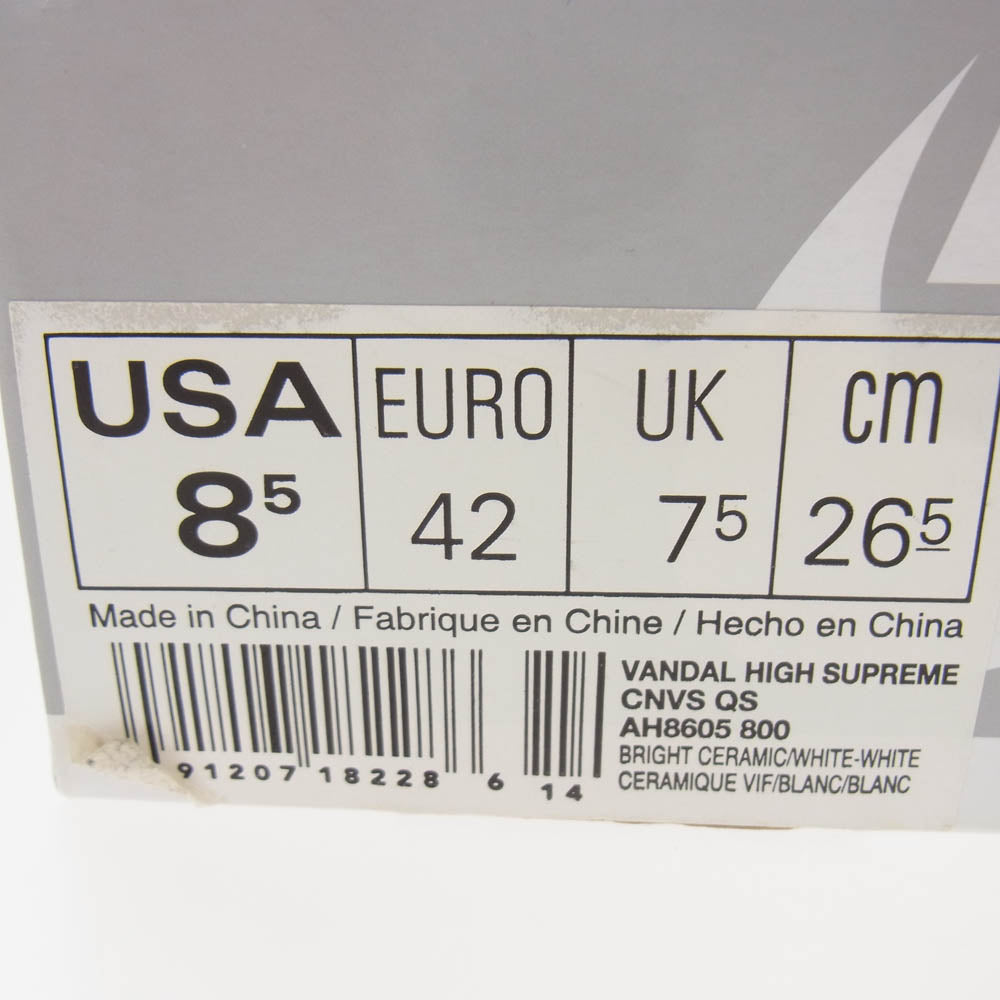 USA EURO UK cm
8⁵ 42 7⁵ 26⁵
Made in China / Fabrique en Chine / Hecho en China
VANDAL HIGH SUPREME
CNVS QS
AH8605 800
BRIGHT CERAMIC/WHITE-WHITE
CERAMIQUE VIF/BLANC/BLANC
91207 18228 6 14